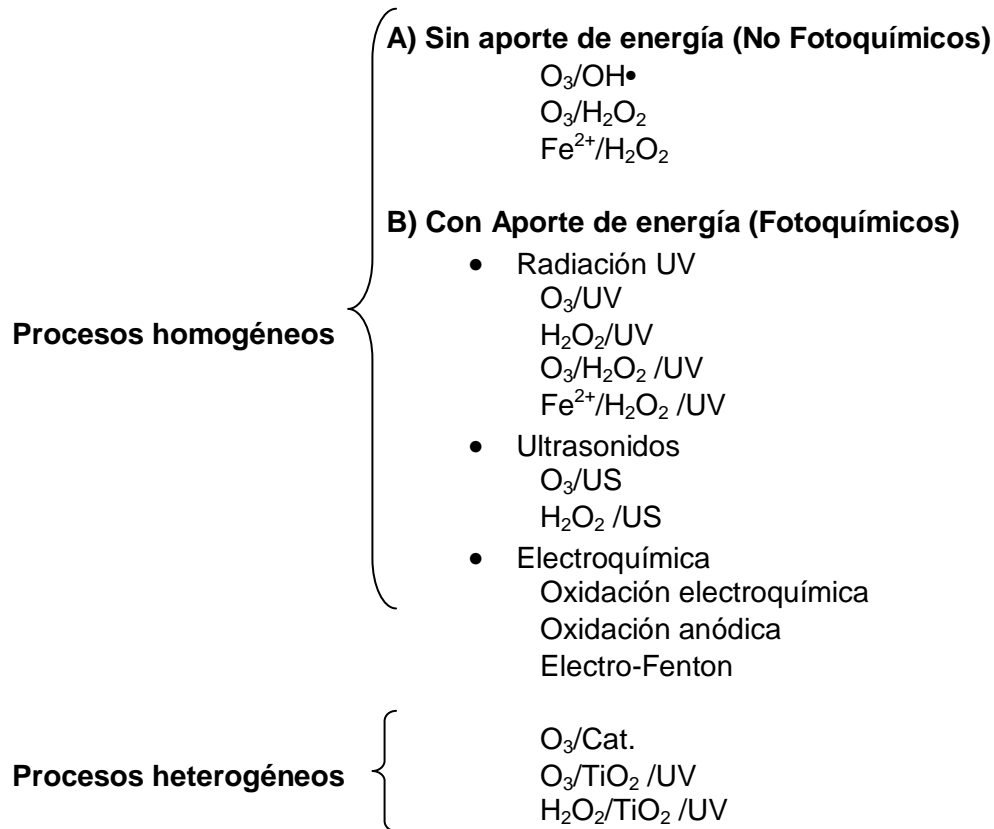 A) Sin aporte de energía (No Fotoquímicos)
O₃/OH•
O₃/H₂O₂
Fe²⁺/H₂O₂
B) Con Aporte de energía (Fotoquímicos)
• Radiación UV
O₃/UV
H₂O₂/UV
O₃/H₂O₂ /UV
Fe²⁺/H₂O₂ /UV
• Ultrasonidos
O₃/US
H₂O₂ /US
• Electroquímica
Oxidación electroquímica
Oxidación anódica
Electro-Fenton
Procesos homogéneos
O₃/Cat.
O₃/TiO₂ /UV
H₂O₂/TiO₂ /UV
Procesos heterogéneos